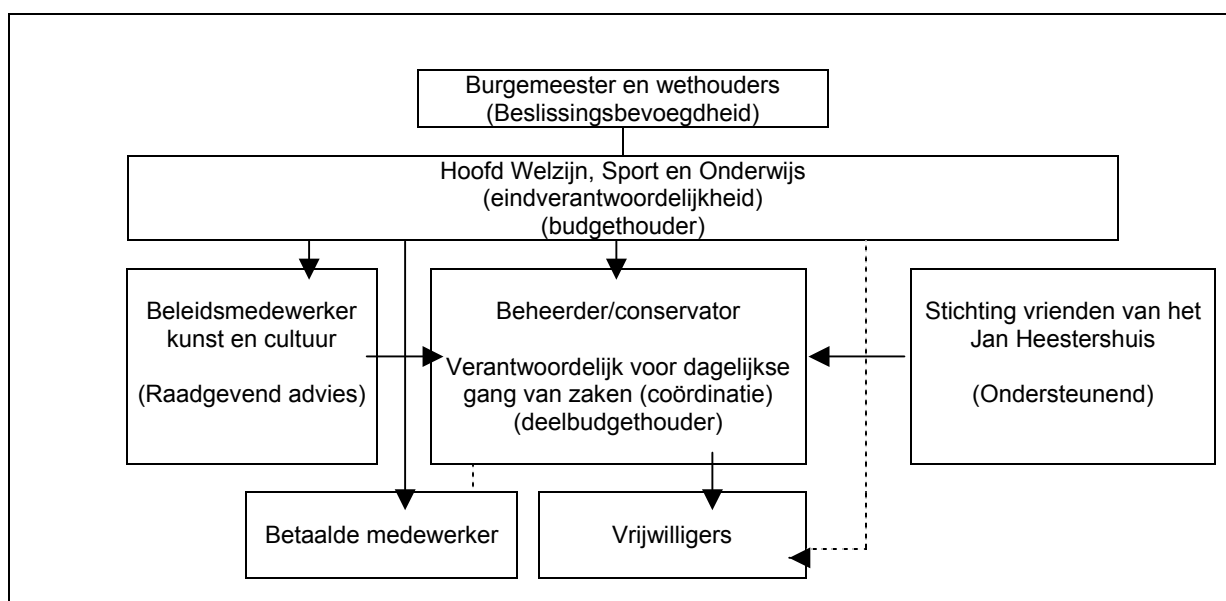 Burgemeester en wethouders
(Beslissingsbevoegdheid)
Hoofd Welzijn, Sport en Onderwijs
(eindverantwoordelijkheid)
(budgethouder)
Beleidsmedewerker
kunst en cultuur
(Raadgevend advies)
Beheerder/conservator
Verantwoordelijk voor dagelijkse
gang van zaken (coördinatie)
(deelbudgethouder)
Stichting vrienden van het
Jan Heestershuis
(Ondersteunend)
Betaalde medewerker
Vrijwilligers